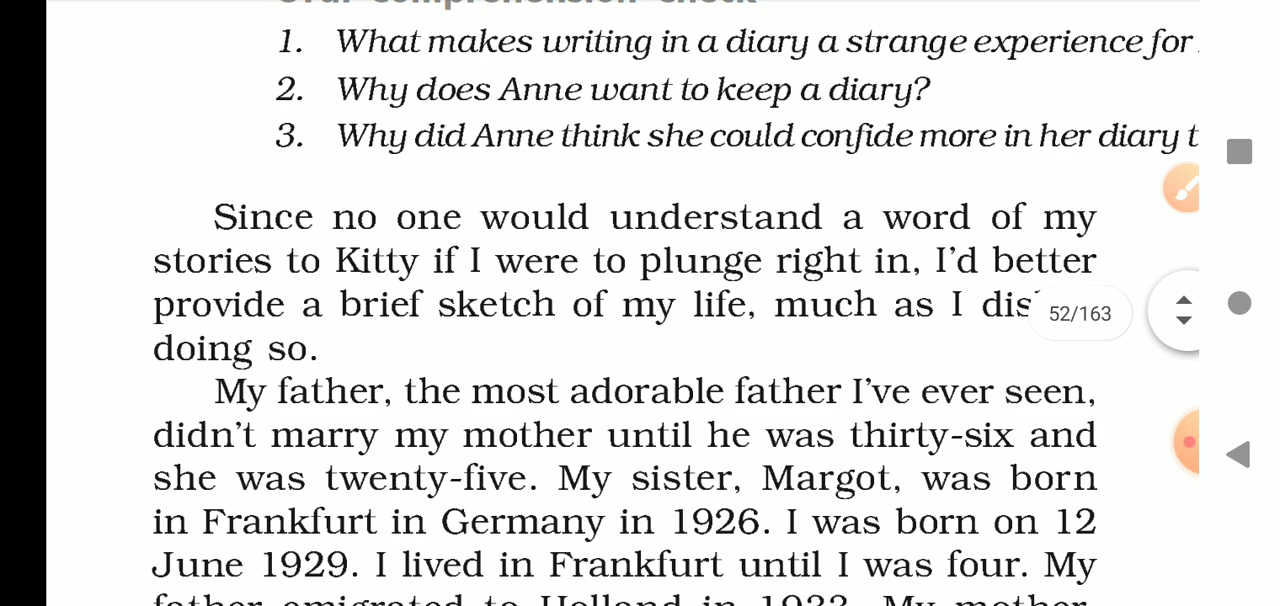 1. What makes writing in a diary a strange experience for
2. Why does Anne want to keep a diary?
3. Why did Anne think she could confide more in her diary
Since no one would understand a word of my
stories to Kitty if I were to plunge right in, I'd better
provide a brief sketch of my life, much as I
doing so.
52/163
My father, the most adorable father I've ever seen,
didn't marry my mother until he was thirty-six and
she was twenty-five. My sister, Margot, was born
in Frankfurt in Germany in 1926. I was born on 12
June 1929. I lived in Frankfurt until I was four. My